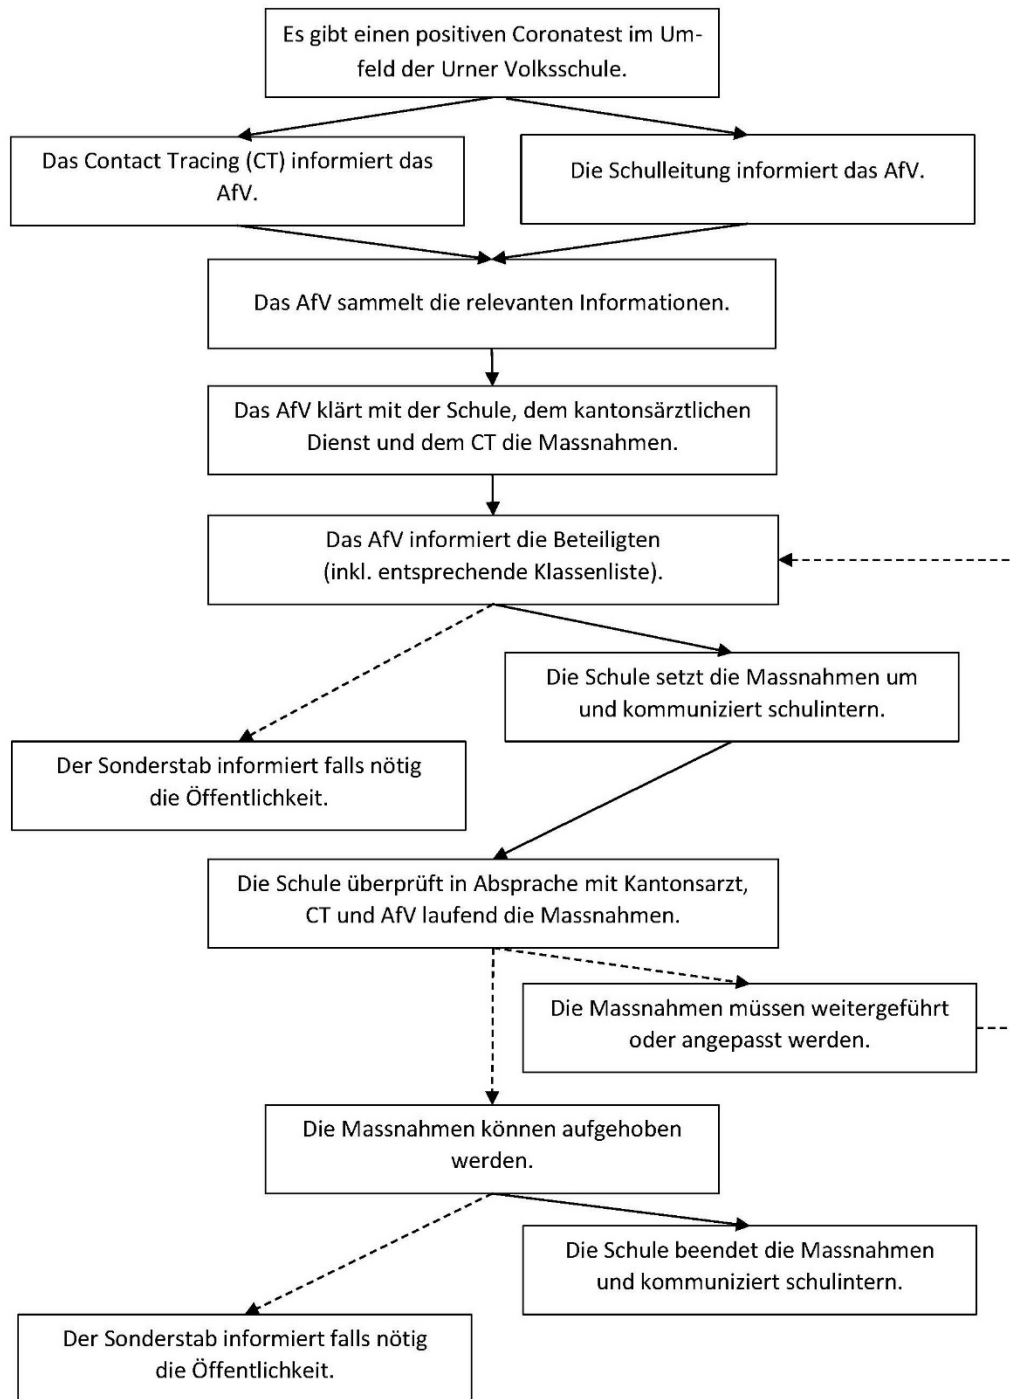 Es gibt einen positiven Coronatest im Um-
feld der Urner Volksschule.
Das Contact Tracing (CT) informiert das
AfV.
Die Schulleitung informiert das AfV.
Das AfV sammelt die relevanten Informationen.
Das AfV klärt mit der Schule, dem kantonsärztlichen
Dienst und dem CT die Massnahmen.
Das AfV informiert die Beteiligten
(inkl. entsprechende Klassenliste).
Die Schule setzt die Massnahmen um
und kommuniziert schulintern.
Der Sonderstab informiert falls nötig
die Öffentlichkeit.
Die Schule überprüft in Absprache mit Kantonsarzt,
CT und AfV laufend die Massnahmen.
Die Massnahmen müssen weitergeführt
oder angepasst werden.
Die Massnahmen können aufgehoben
werden.
Die Schule beendet die Massnahmen
und kommuniziert schulintern.
Der Sonderstab informiert falls nötig
die Öffentlichkeit.